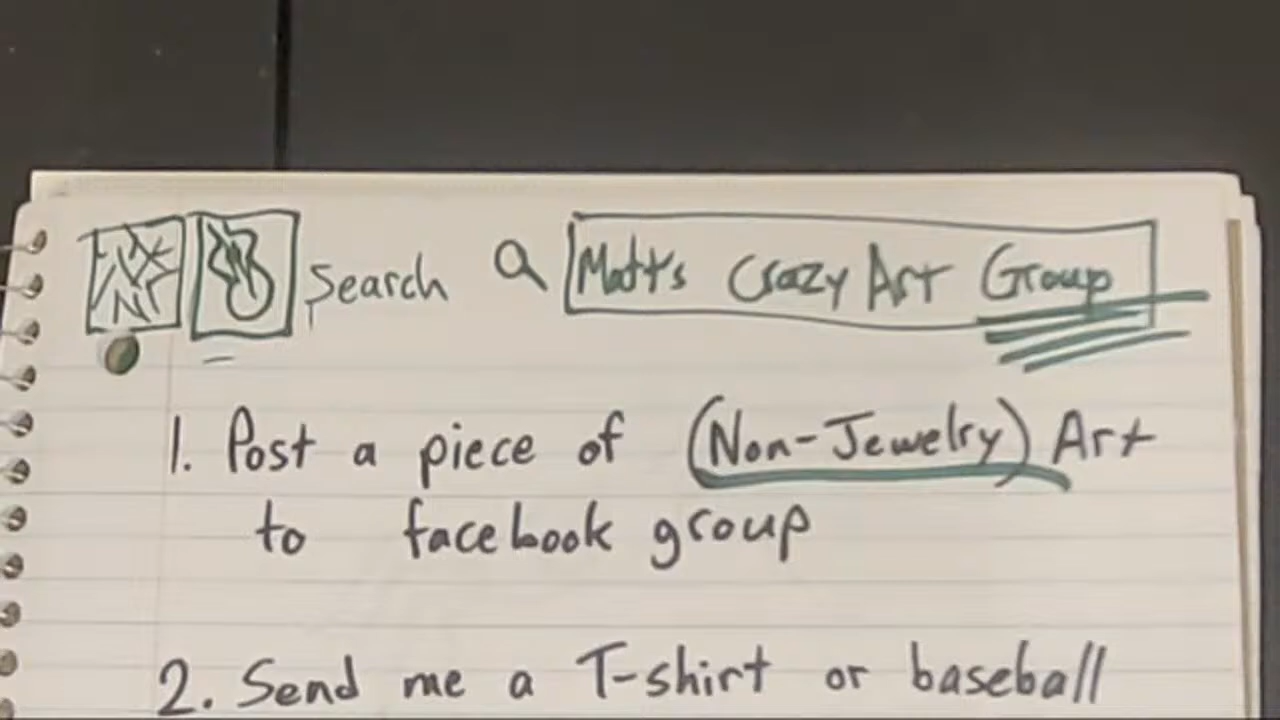 Search Matt's Crazy Art Group
1. Post a piece of (Non-Jewelry) Art
to facebook group
2. Send me a T-shirt or baseball